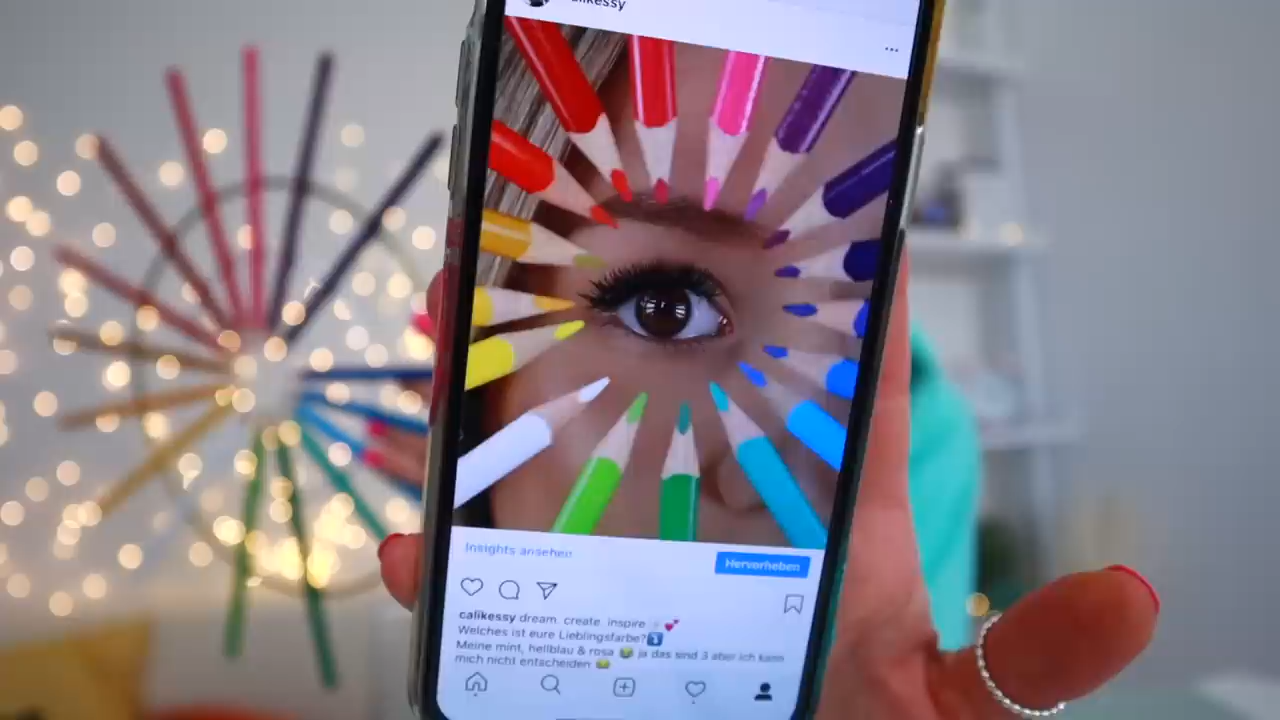 calikessy
Insights ansehen
Hervorheben
calikessy dream. create. inspire 💕
Welches ist eure Lieblingsfarbe?⤵️
Meine mint, hellblau & rosa 😂 ja das sind 3 aber ich kann
mich nicht entscheiden 😂